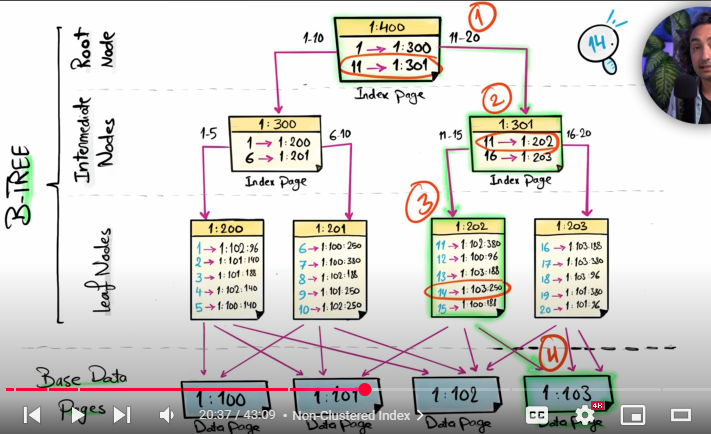 1:400
1
1-10
11-20
1 → 1:300
11 → 1:301
Index Page
14
Root
Node
B-TREE
Intermediate
Nodes
1:300
1 → 1:200
6 → 1:201
Index Page
1-5
6-10
2
1:301
11 → 1:202
16 → 1:203
Index Page
11-15
16-20
3
Leaf Nodes
1:200
1 → 1:102:96
2 → 1:101:140
3 → 1:101:188
4 → 1:102:140
5 → 1:100:140
1:201
6 → 1:100:250
7 → 1:100:380
8 → 1:102:188
9 → 1:101:250
10 → 1:102:250
1:202
11 → 1:102:380
12 → 1:100:96
13 → 1:103:188
14 → 1:103:250
15 → 1:100:188
1:203
16 → 1:103:188
17 → 1:103:380
18 → 1:103:96
19 → 1:101:380
20 → 1:101:96
4
Base Data
Pages
1:100
Data Page
1:101
Data Page
1:102
Data Page
1:103
Data Page
20:37 / 43:09 • Non-Clustered Index >
CC
4K